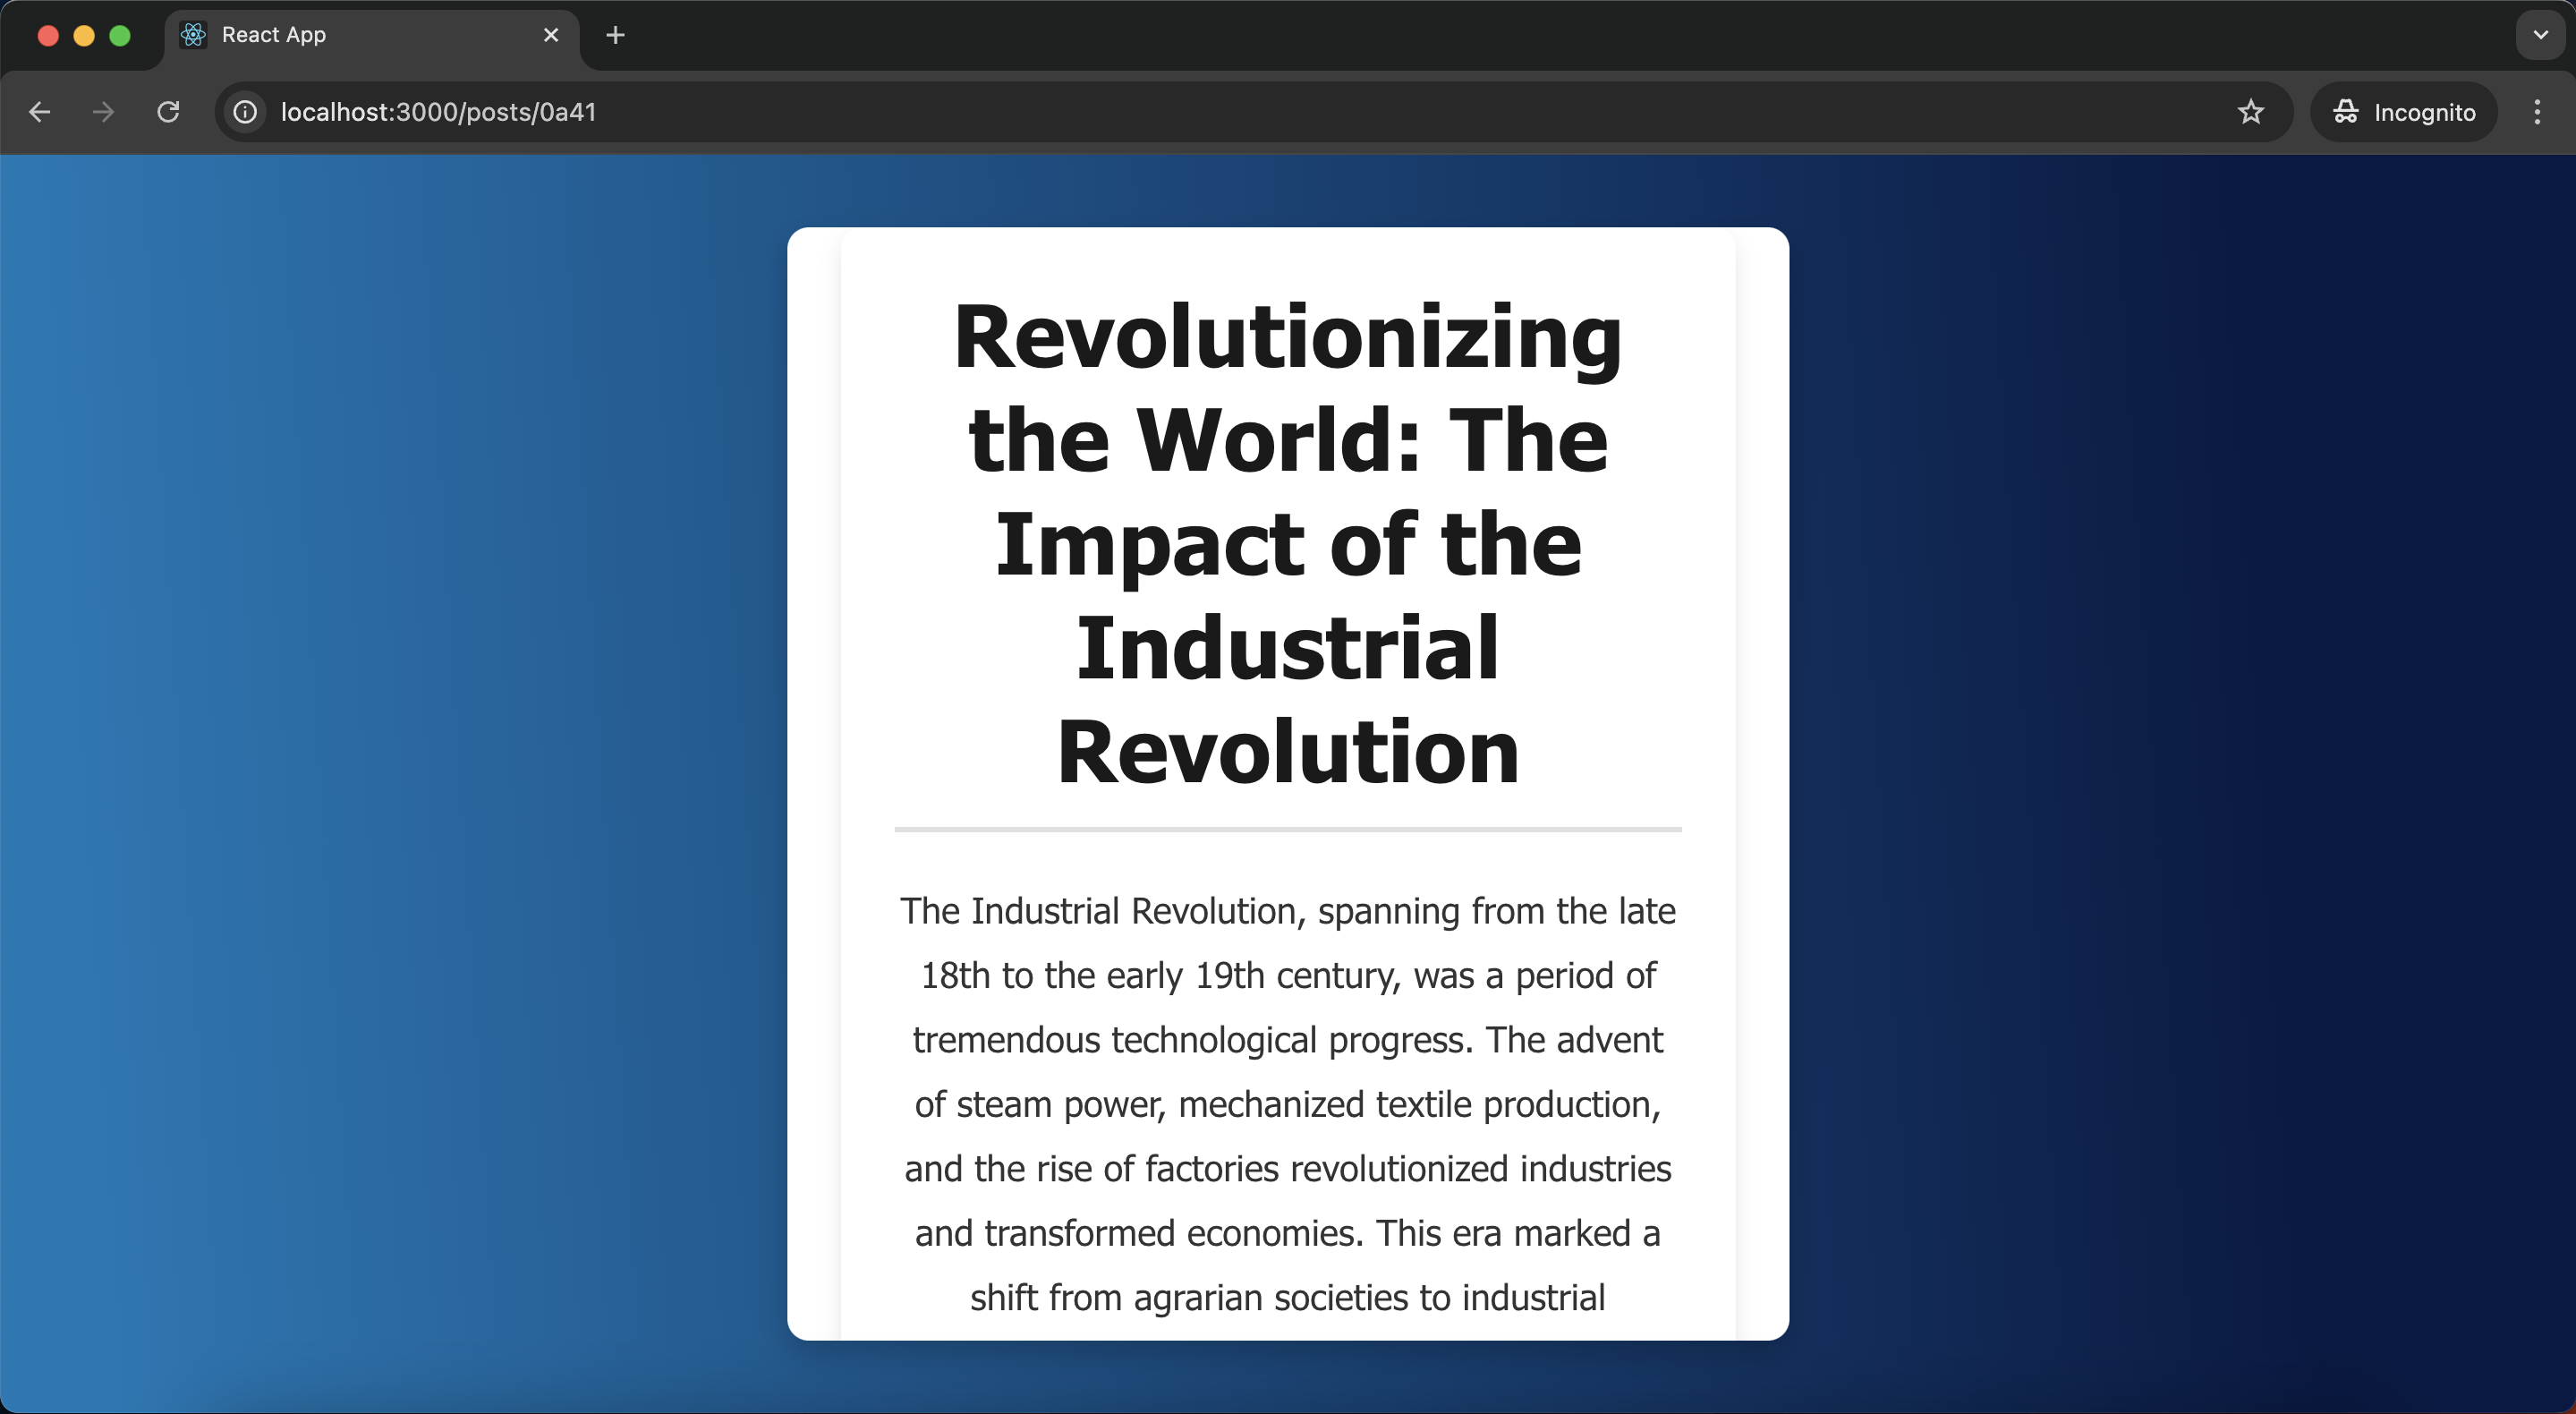 React App
localhost:3000/posts/0a41
Incognito
Revolutionizing
the World: The
Impact of the
Industrial
Revolution
The Industrial Revolution, spanning from the late
18th to the early 19th century, was a period of
tremendous technological progress. The advent
of steam power, mechanized textile production,
and the rise of factories revolutionized industries
and transformed economies. This era marked a
shift from agrarian societies to industrial